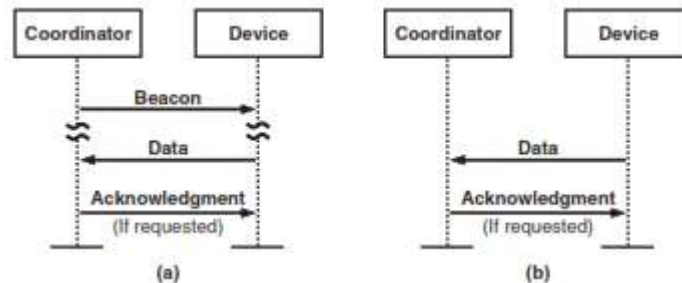 Coordinator Device
Beacon
Data
Acknowledgment
(If requested)
(a)
Coordinator Device
Data
Acknowledgment
(If requested)
(b)